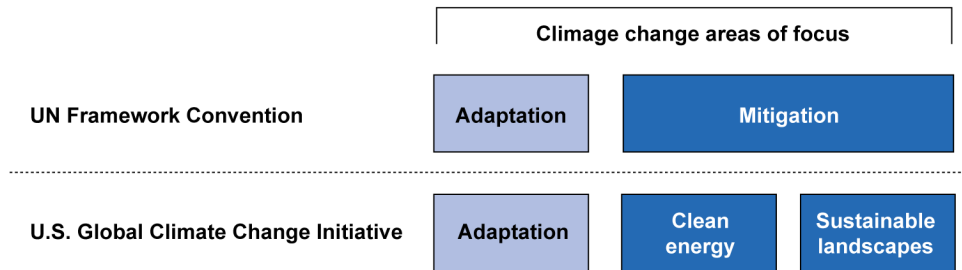 Climage change areas of focus
UN Framework Convention
Adaptation
Mitigation
U.S. Global Climate Change Initiative
Adaptation
Clean
energy
Sustainable
landscapes